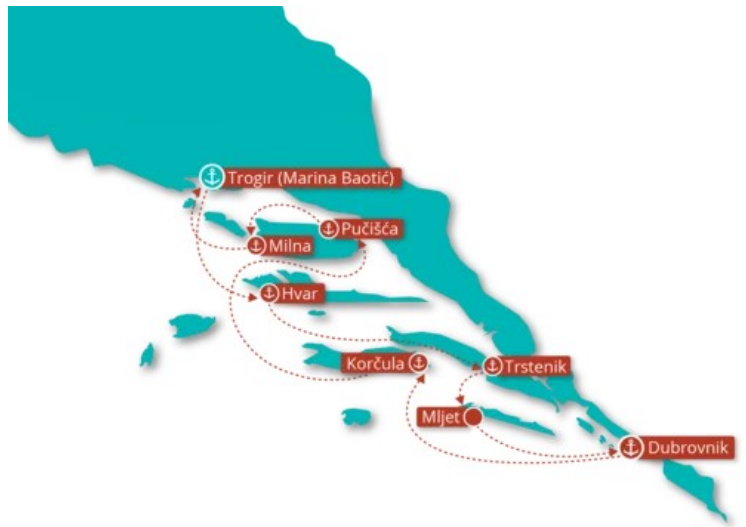 Trogir (Marina Baotić)
Pučišća
Milna
Hvar
Korčula
Trstenik
Mljet
Dubrovnik